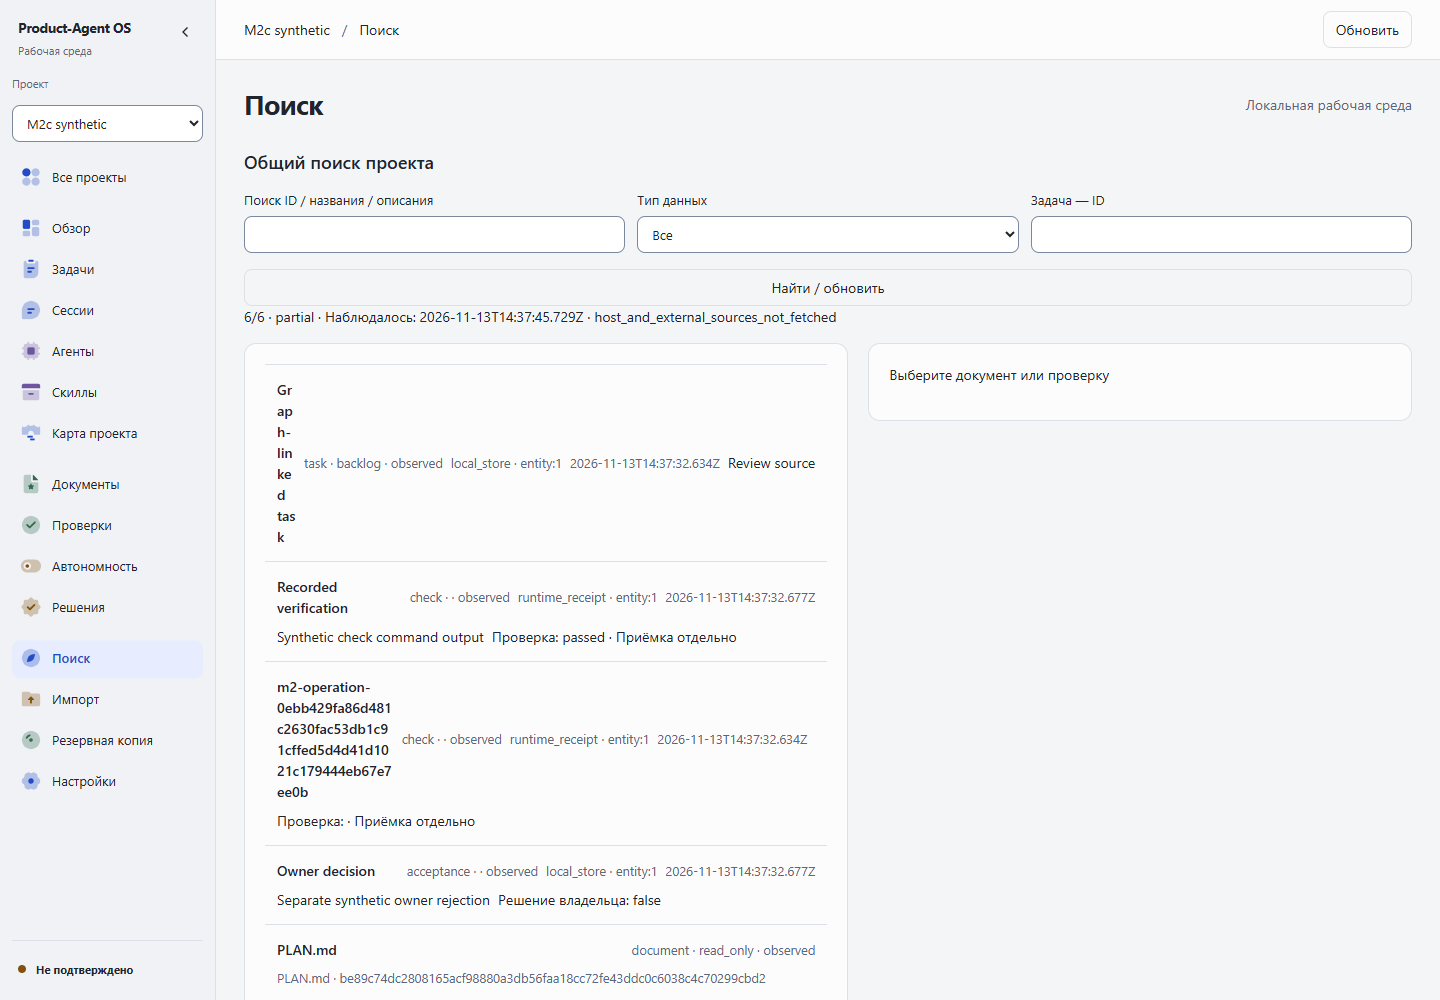 Product-Agent OS
Рабочая среда
Проект
M2c synthetic
Все проекты
Обзор
Задачи
Сессии
Агенты
Скиллы
Карта проекта
Документы
Проверки
Автономность
Решения
Поиск
Импорт
Резервная копия
Настройки
Не подтверждено
M2c synthetic / Поиск
Обновить
Поиск
Локальная рабочая среда
Общий поиск проекта
Поиск ID / названия / описания
Тип данных
Задача — ID
Все
Найти / обновить
6/6 · partial · Наблюдалось: 2026-11-13T14:37:45.729Z · host_and_external_sources_not_fetched
Gr
ap
h-
lin
ke
d
tas
k
task · backlog · observed local_store · entity:1 2026-11-13T14:37:32.634Z Review source
Recorded
verification
check · · observed runtime_receipt · entity:1 2026-11-13T14:37:32.677Z
Synthetic check command output Проверка: passed · Приёмка отдельно
m2-operation-
0ebb429fa86d481
c2630fac53db1c9
1cffed5d4d41d10
21c179444eb67e7
ee0b
check · · observed runtime_receipt · entity:1 2026-11-13T14:37:32.634Z
Проверка: · Приёмка отдельно
Owner decision acceptance · · observed local_store · entity:1 2026-11-13T14:37:32.677Z
Separate synthetic owner rejection Решение владельца: false
PLAN.md document · read_only · observed
PLAN.md · be89c74dc2808165acf98880a3db56faa18cc72fe43ddc0c6038c4c70299cbd2
Выберите документ или проверку